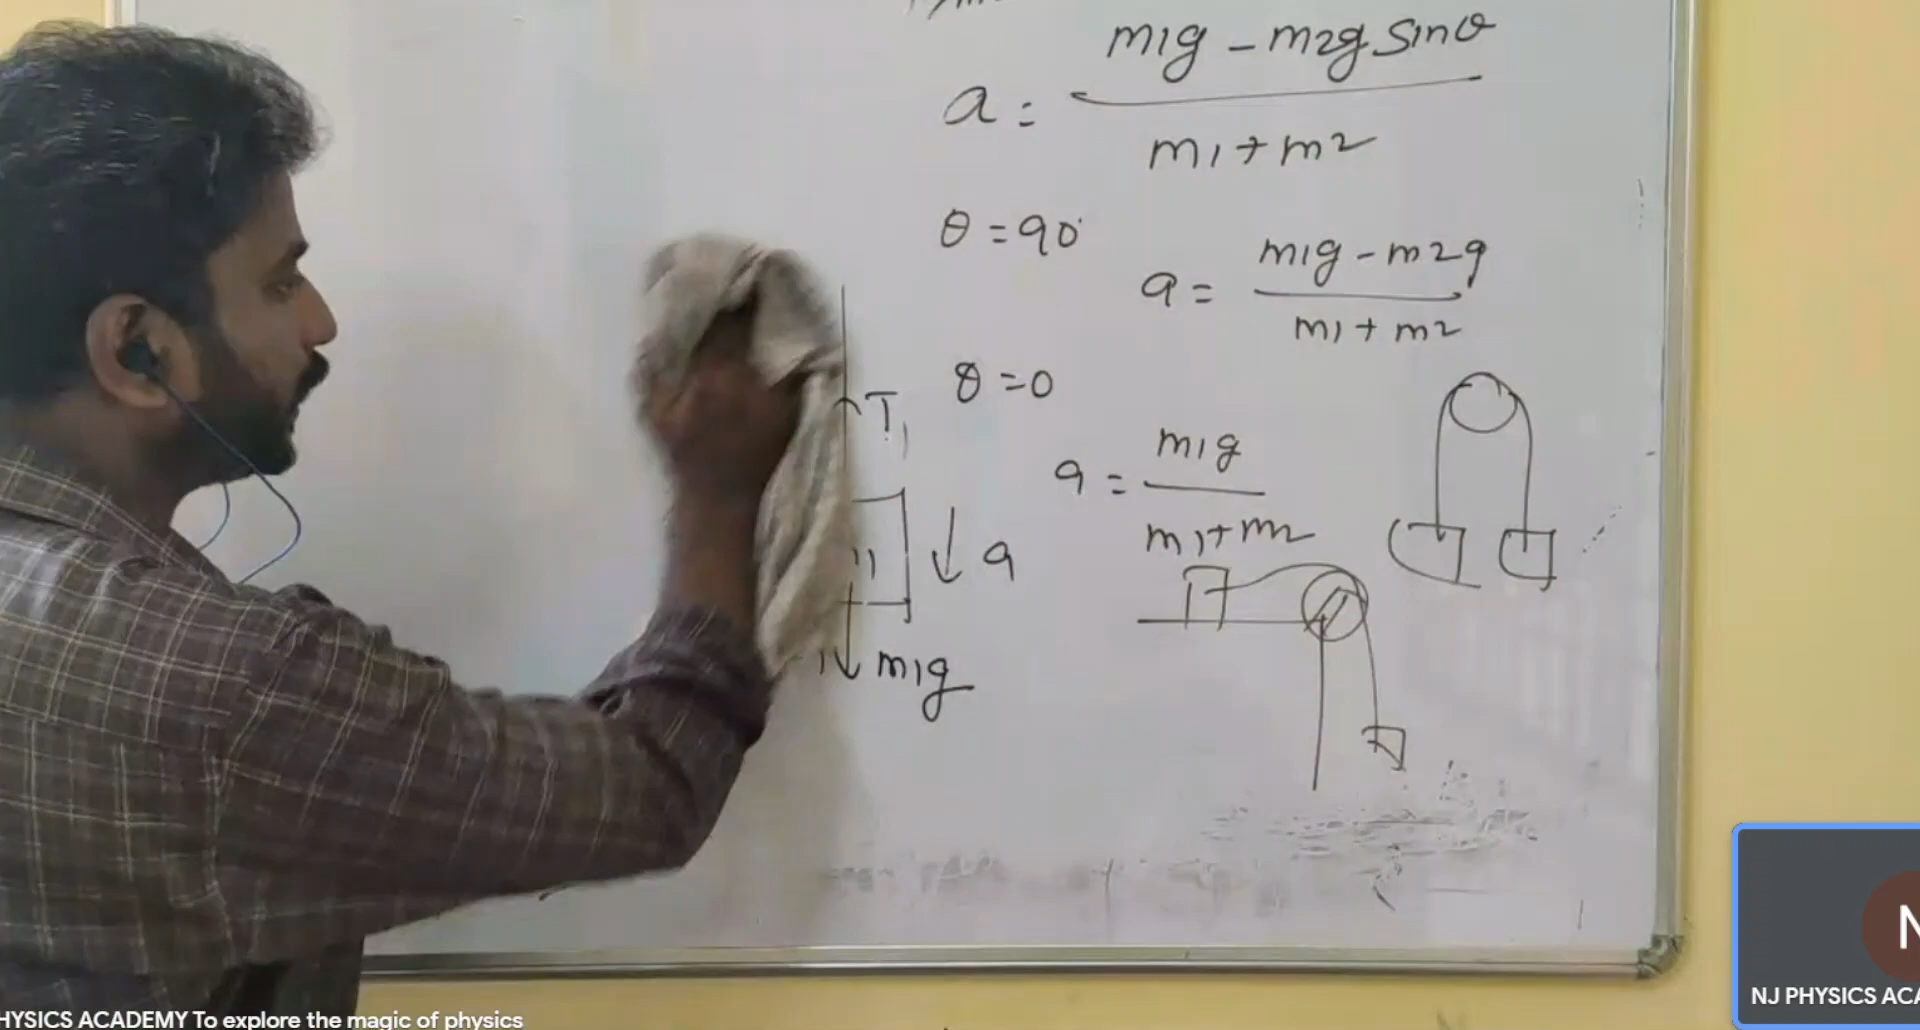 a = m1g - m2g sinθ
m1 + m2
θ = 90°
a = m1g - m2g
m1 + m2
T1
θ = 0
a = m1g
m1 + m2
a
m1g
PHYSICS ACADEMY To explore the magic of physics
N
NJ PHYSICS ACA